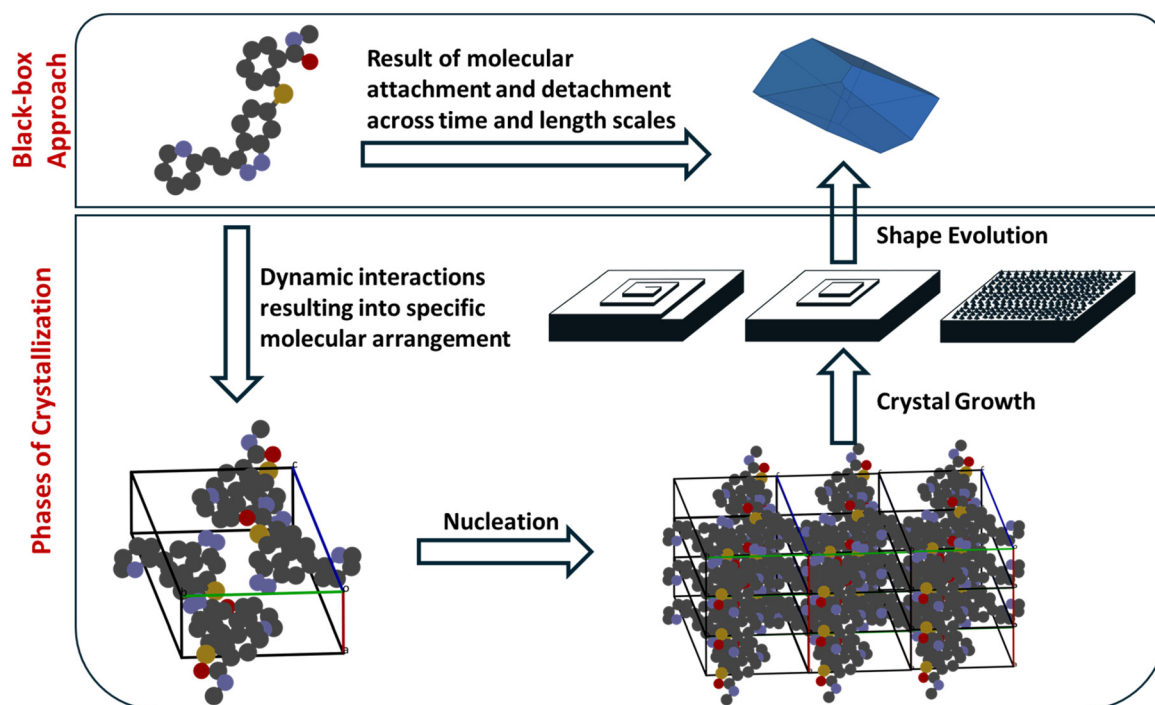 Black-box
Approach
Result of molecular
attachment and detachment
across time and length scales
Phases of Crystallization
Dynamic interactions
resulting into specific
molecular arrangement
Shape Evolution
Crystal Growth
Nucleation
c
b
o
a